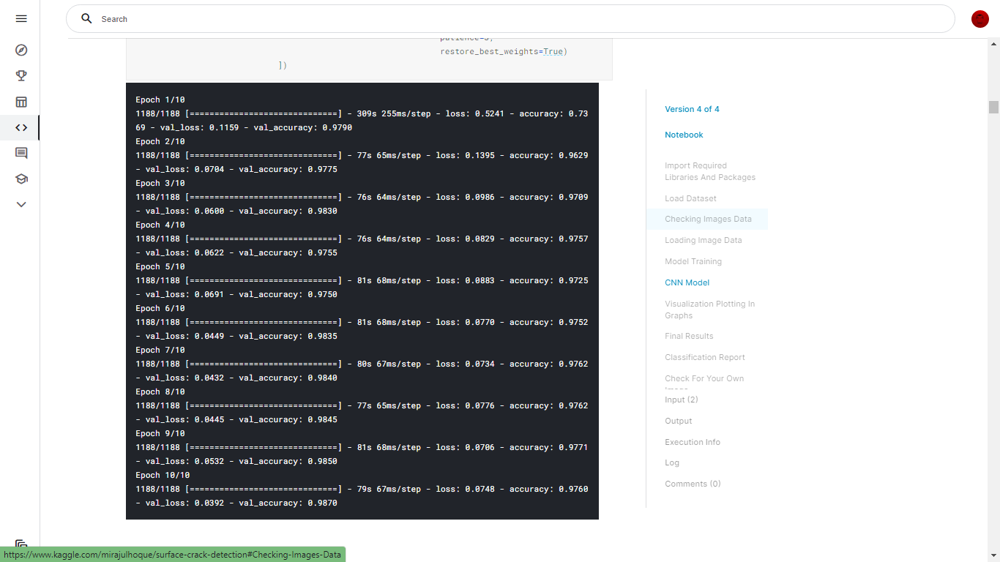 Search
patience=3,
restore_best_weights=True)
])
Epoch 1/10
1188/1188 [==============================] - 309s 255ms/step - loss: 0.5241 - accuracy: 0.73
69 - val_loss: 0.1159 - val_accuracy: 0.9790
Epoch 2/10
1188/1188 [==============================] - 77s 65ms/step - loss: 0.1395 - accuracy: 0.9629
- val_loss: 0.0704 - val_accuracy: 0.9775
Epoch 3/10
1188/1188 [==============================] - 76s 64ms/step - loss: 0.0986 - accuracy: 0.9709
- val_loss: 0.0600 - val_accuracy: 0.9830
Epoch 4/10
1188/1188 [==============================] - 76s 64ms/step - loss: 0.0829 - accuracy: 0.9757
- val_loss: 0.0622 - val_accuracy: 0.9755
Epoch 5/10
1188/1188 [==============================] - 81s 68ms/step - loss: 0.0883 - accuracy: 0.9725
- val_loss: 0.0691 - val_accuracy: 0.9750
Epoch 6/10
1188/1188 [==============================] - 81s 68ms/step - loss: 0.0770 - accuracy: 0.9752
- val_loss: 0.0449 - val_accuracy: 0.9835
Epoch 7/10
1188/1188 [==============================] - 80s 67ms/step - loss: 0.0734 - accuracy: 0.9762
- val_loss: 0.0432 - val_accuracy: 0.9840
Epoch 8/10
1188/1188 [==============================] - 77s 65ms/step - loss: 0.0776 - accuracy: 0.9762
- val_loss: 0.0445 - val_accuracy: 0.9845
Epoch 9/10
1188/1188 [==============================] - 81s 68ms/step - loss: 0.0706 - accuracy: 0.9771
- val_loss: 0.0532 - val_accuracy: 0.9850
Epoch 10/10
1188/1188 [==============================] - 79s 67ms/step - loss: 0.0748 - accuracy: 0.9760
- val_loss: 0.0392 - val_accuracy: 0.9870
Version 4 of 4
Notebook
Import Required
Libraries And Packages
Load Dataset
Checking Images Data
Loading Image Data
Model Training
CNN Model
Visualization Plotting In
Graphs
Final Results
Classification Report
Check For Your Own
Image
Input (2)
Output
Execution Info
Log
Comments (0)
https://www.kaggle.com/mirajulhoque/surface-crack-detection#Checking-Images-Data